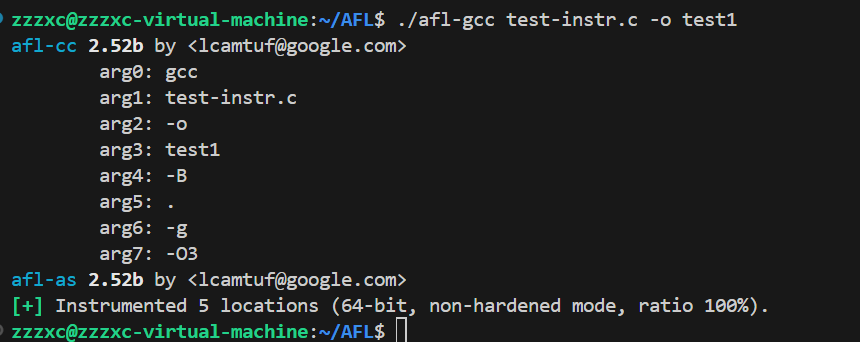 zzzxc@zzzxc-virtual-machine:~/AFL$ ./afl-gcc test-instr.c -o test1
afl-cc 2.52b by <lcamtuf@google.com>
arg0: gcc
arg1: test-instr.c
arg2: -o
arg3: test1
arg4: -B
arg5: .
arg6: -g
arg7: -O3
afl-as 2.52b by <lcamtuf@google.com>
[+] Instrumented 5 locations (64-bit, non-hardened mode, ratio 100%).
zzzxc@zzzxc-virtual-machine:~/AFL$